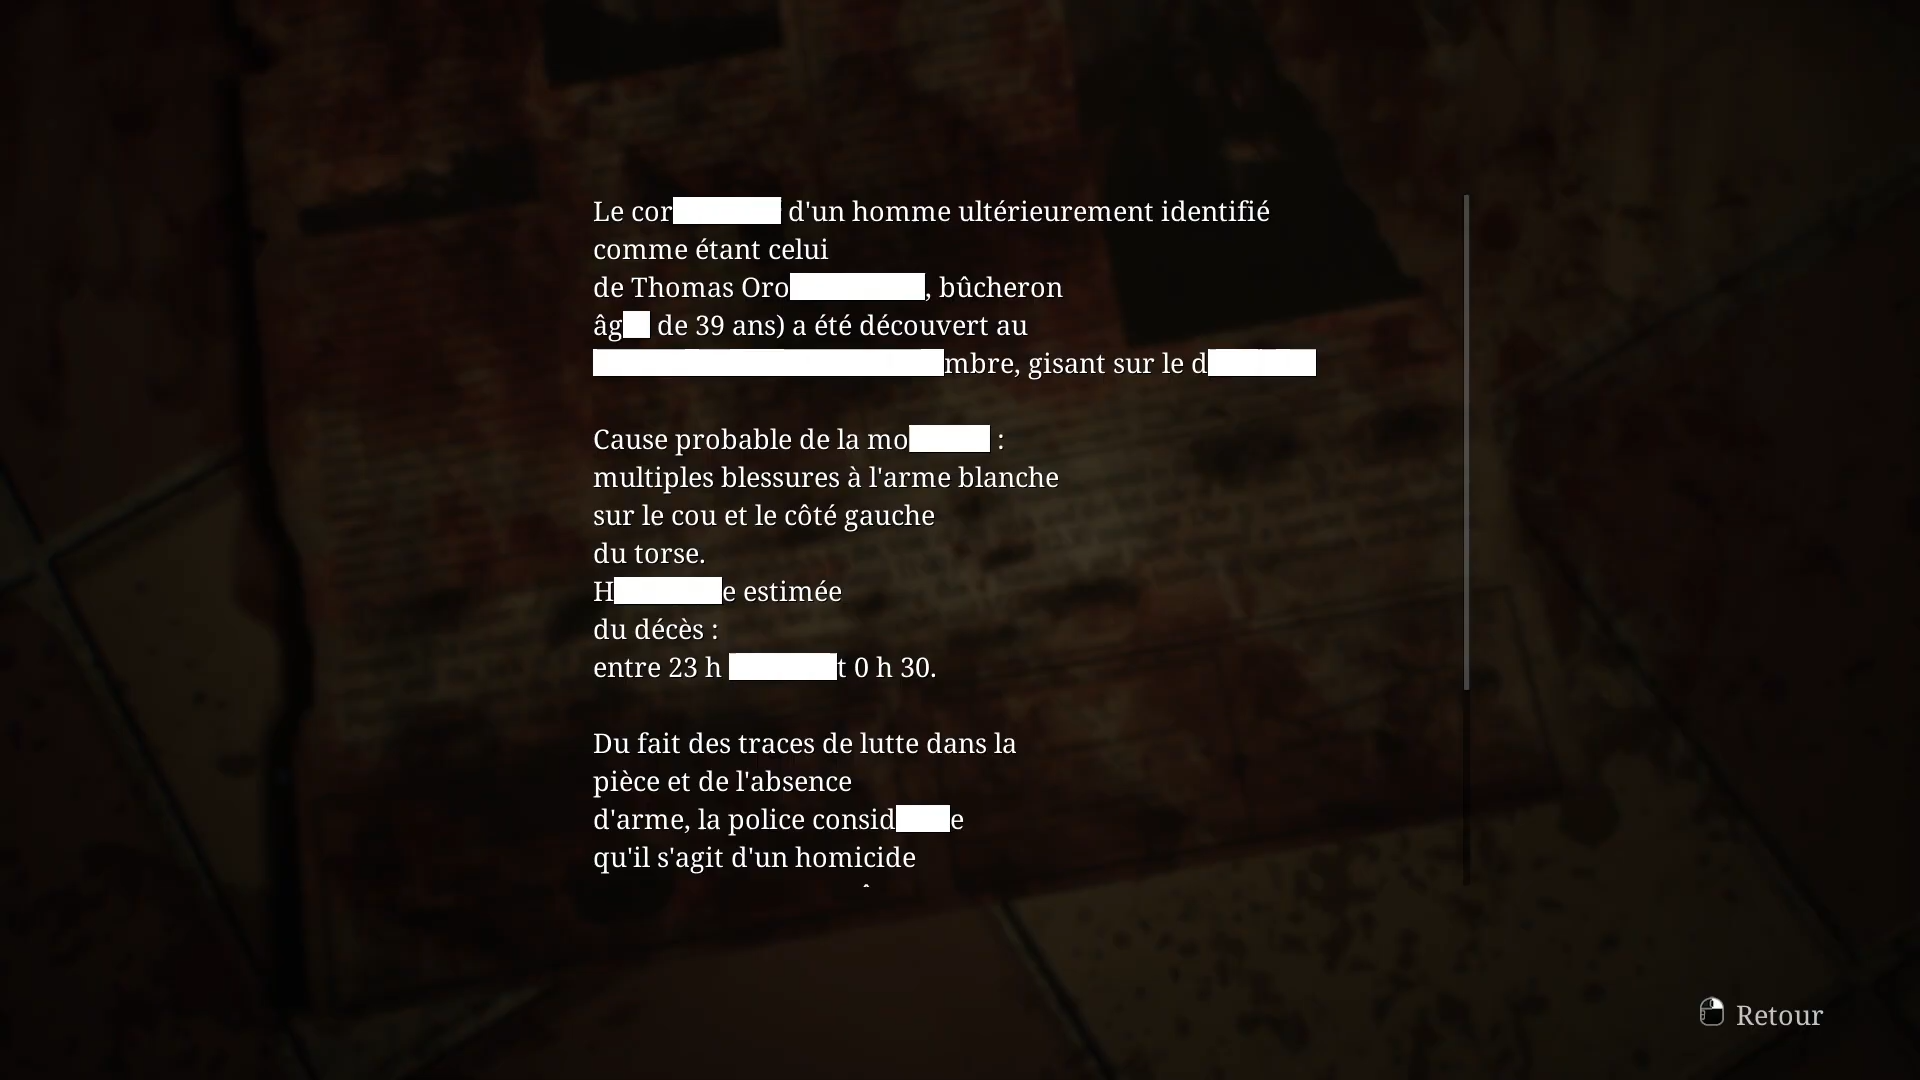 Le cor d'un homme ultérieurement identifié
comme étant celui
de Thomas Oro, bûcheron
âg de 39 ans) a été découvert au
mbre, gisant sur le d
Cause probable de la mo :
multiples blessures à l'arme blanche
sur le cou et le côté gauche
du torse.
H e estimée
du décès :
entre 23 h t 0 h 30.
Du fait des traces de lutte dans la
pièce et de l'absence
d'arme, la police consid e
qu'il s'agit d'un homicide
Retour